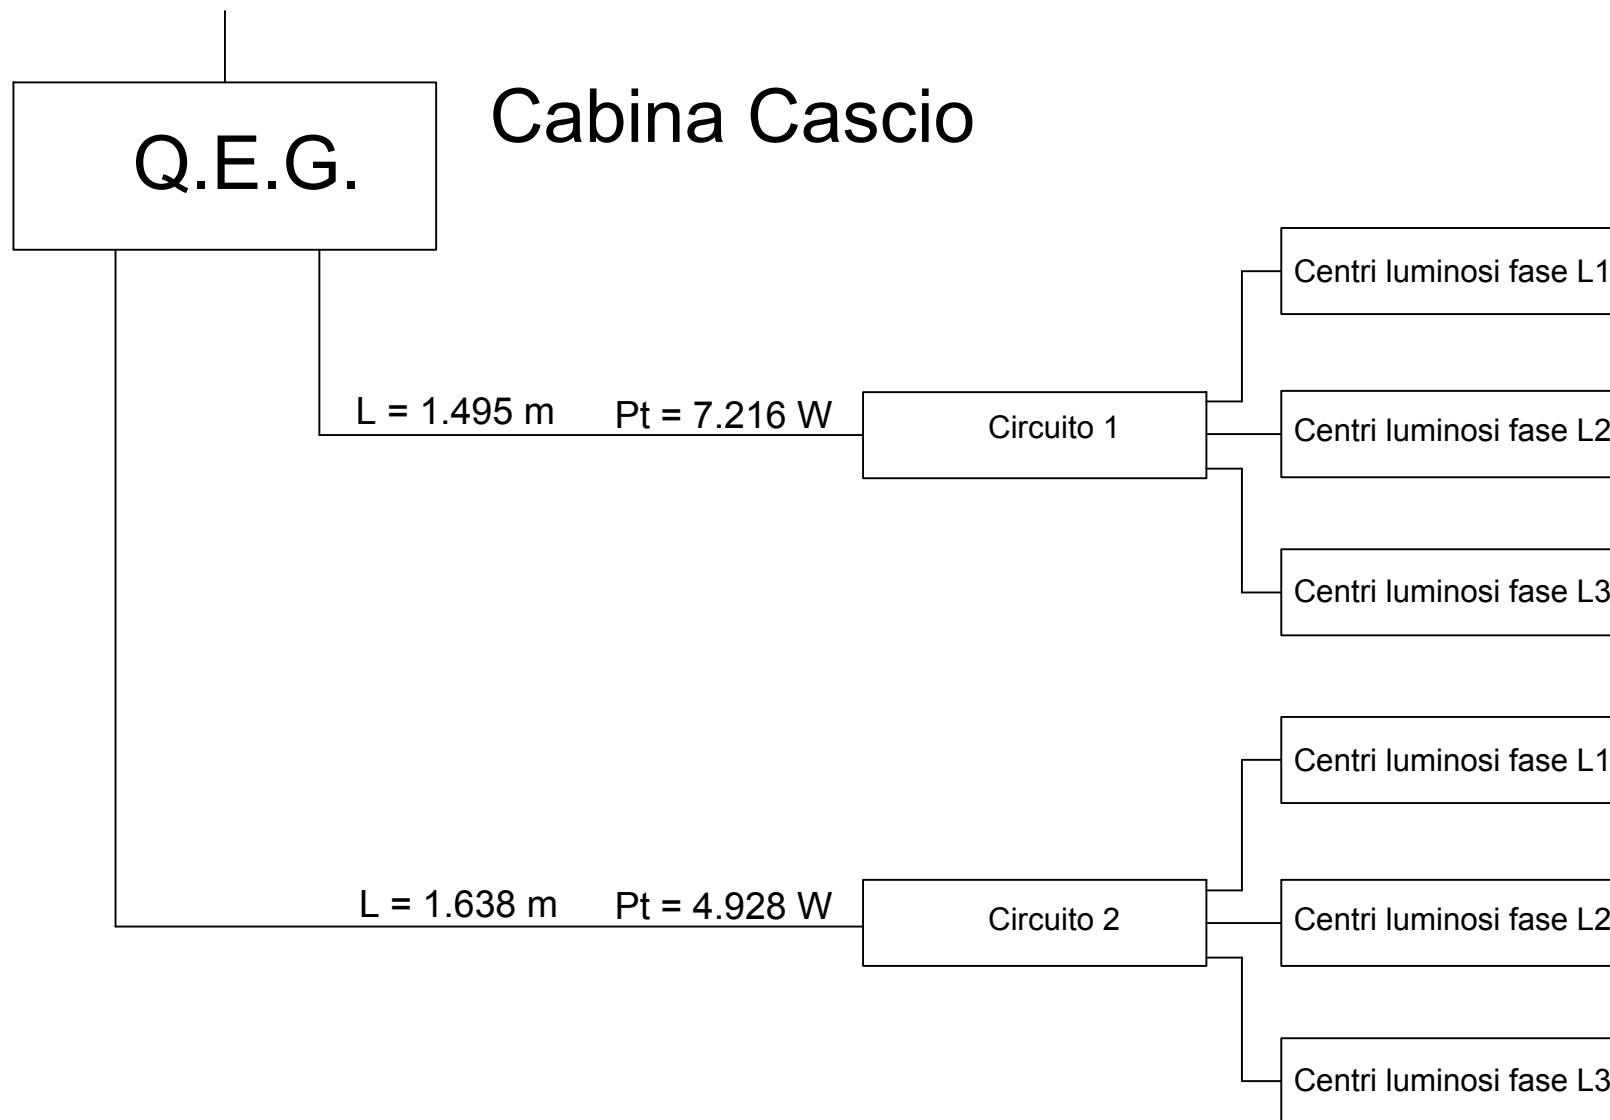 Cabina Cascio
Q.E.G.
Centri luminosi fase L1
L = 1.495 m Pt = 7.216 W
Circuito 1
Centri luminosi fase L2
Centri luminosi fase L3
Centri luminosi fase L1
L = 1.638 m Pt = 4.928 W
Circuito 2
Centri luminosi fase L2
Centri luminosi fase L3